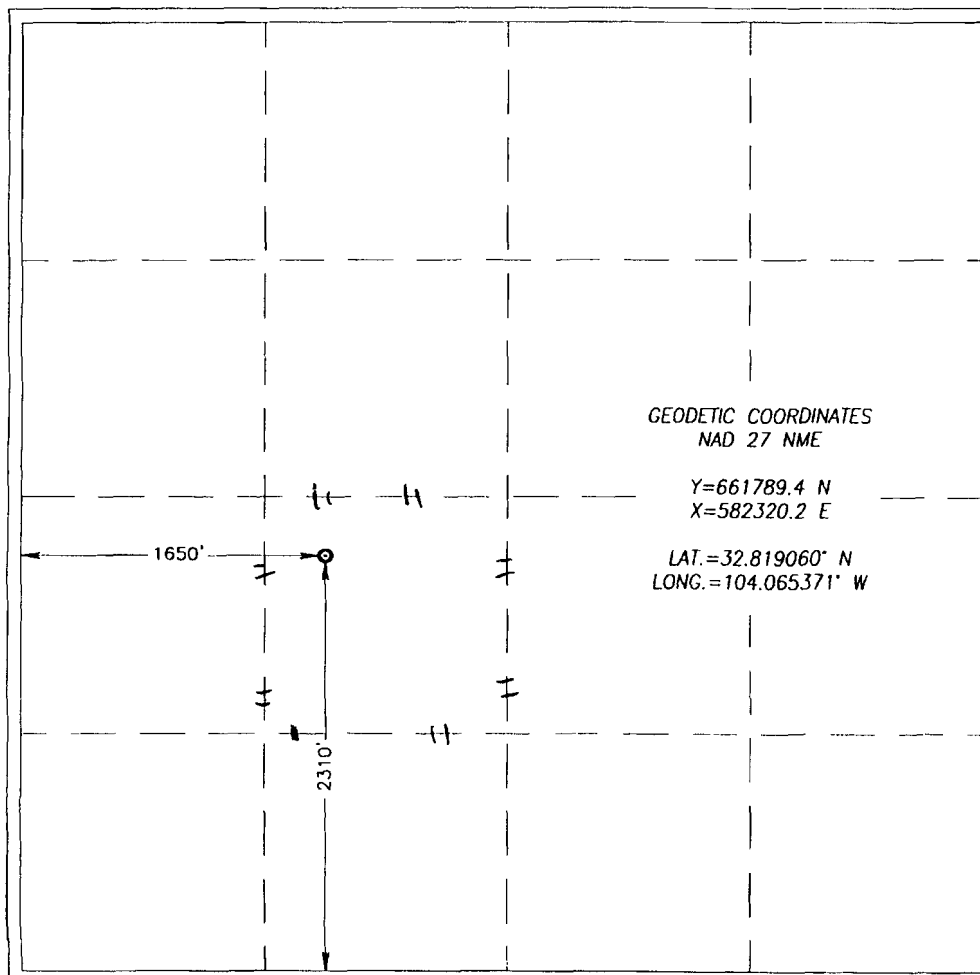 GEODETIC COORDINATES
NAD 27 NME
Y=661789.4 N
X=582320.2 E
1650'
LAT.=32.819060° N
LONG.=104.065371° W
2310'